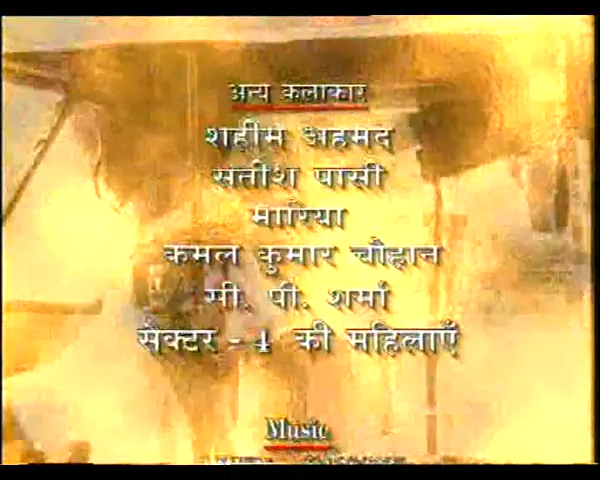 अन्य कलाकार
शहीम अहमद
सतीश पासी
मारिया
कमल कुमार चौहान
सी. पी. शर्मा
सेक्टर - 4 की महिलाएँ
Music